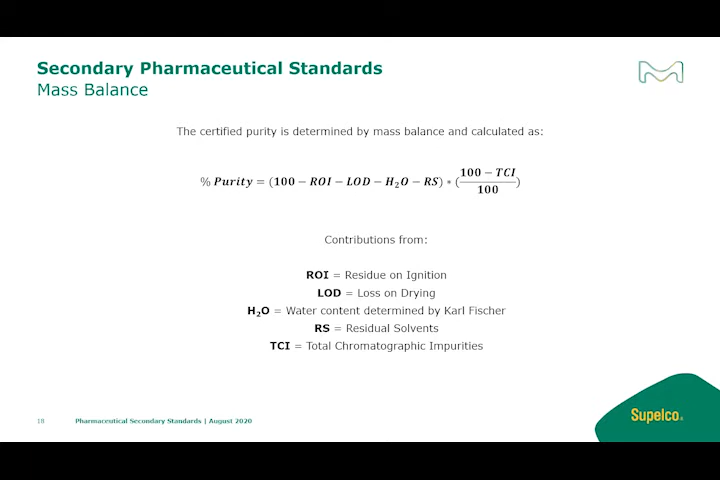 Secondary Pharmaceutical Standards
Mass Balance
The certified purity is determined by mass balance and calculated as:
% Purity = (100 − ROI − LOD − H₂O − RS) * (100 − TCI / 100)
Contributions from:
ROI = Residue on Ignition
LOD = Loss on Drying
H₂O = Water content determined by Karl Fischer
RS = Residual Solvents
TCI = Total Chromatographic Impurities
18 Pharmaceutical Secondary Standards | August 2020
Supelco®